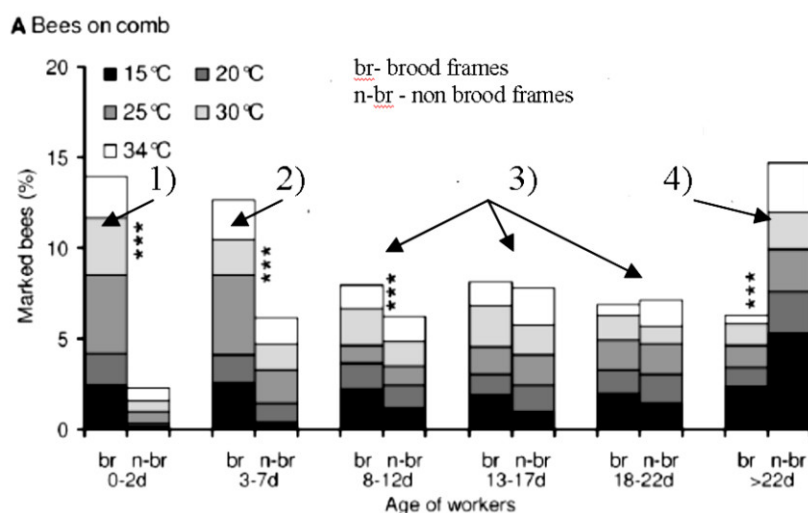 A Bees on comb
20
15 °C
20 °C
25 °C
30 °C
34 °C
br- brood frames
n-br - non brood frames
15
10
5
0
Marked bees (%)
1)
2)
3)
4)
***
***
***
***
br n-br
0-2d
br n-br
3-7d
br n-br
8-12d
br n-br
13-17d
br n-br
18-22d
br n-br
>22d
Age of workers